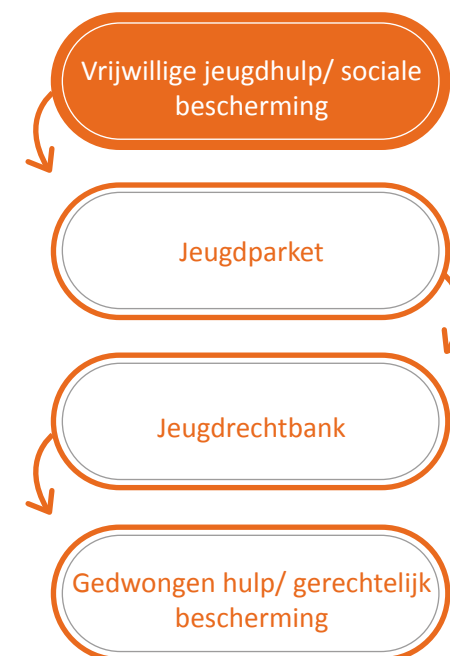 Vrijwillige jeugdhulp/ sociale
bescherming
Jeugdparket
Jeugdrechtbank
Gedwongen hulp/ gerechtelijk
bescherming